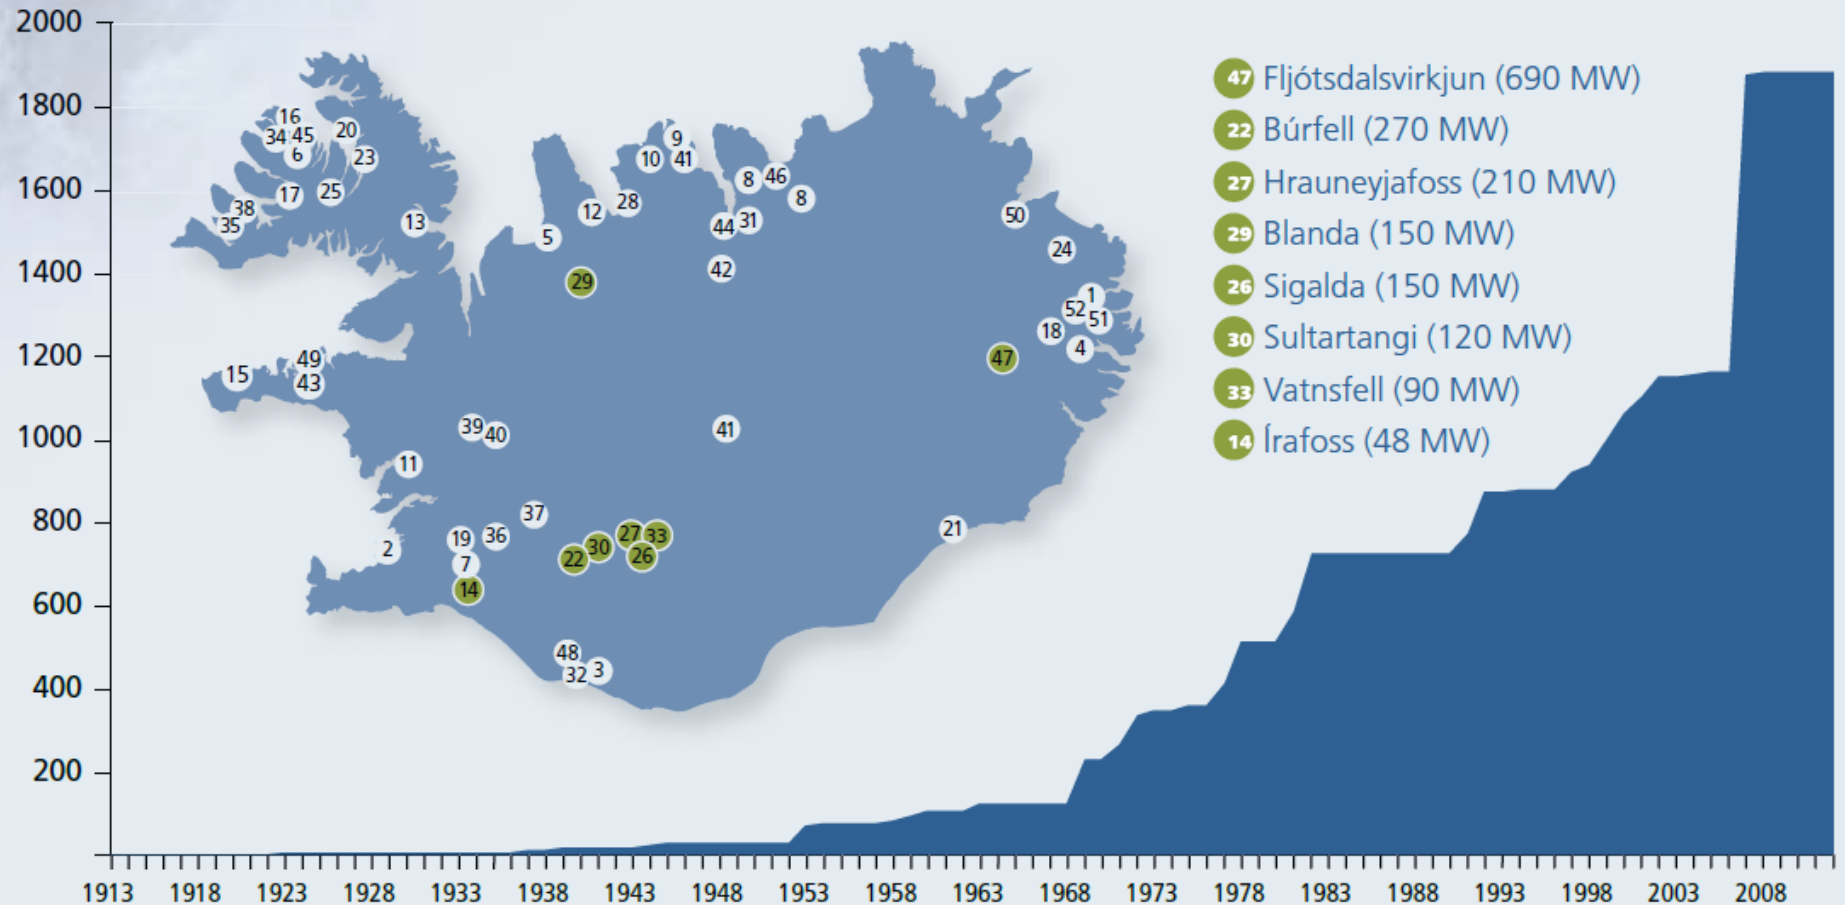 2000
1800
1600
1400
1200
1000
800
600
400
200
1913 1918 1923 1928 1933 1938 1943 1948 1953 1958 1963 1968 1973 1978 1983 1988 1993 1998 2003 2008
47 Fljótsdalsvirkjun (690 MW)
22 Búrfell (270 MW)
27 Hrauneyjafoss (210 MW)
29 Blanda (150 MW)
26 Sigalda (150 MW)
30 Sultartangi (120 MW)
33 Vatnsfell (90 MW)
14 Írafoss (48 MW)
16
34 45 20
6 23
17 25
38
35 13
9
10 41
8 46
12 28 8
5 44 31
50
24
29 42
1
52 51
18 4
47
49
15 43
39 40 41
11
37
2 19 36
7
14
22 30 27 33
26
21
48
32 3